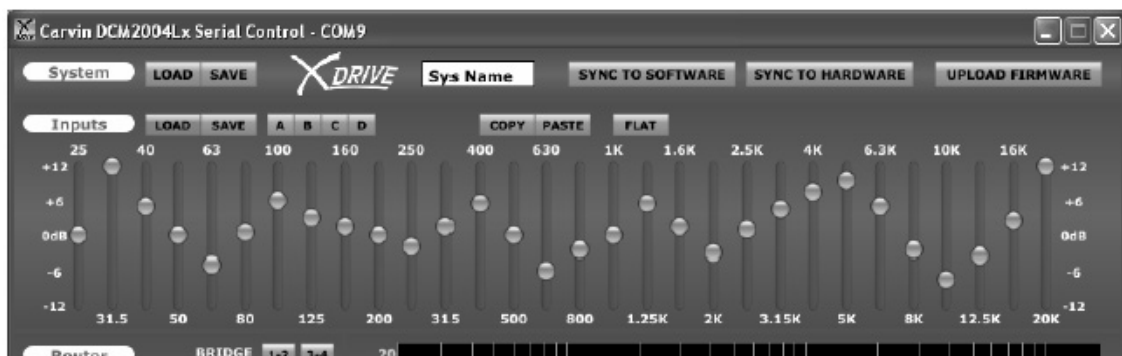 Carvin DCM2004Lx Serial Control - COM9
System LOAD SAVE X DRIVE Sys Name SYNC TO SOFTWARE SYNC TO HARDWARE UPLOAD FIRMWARE
Inputs LOAD SAVE A B C D COPY PASTE FLAT
25 40 63 100 160 250 400 630 1K 1.6K 2.5K 4K 6.3K 10K 16K
+12 +12
+6 +6
0dB 0dB
-6 -6
-12 -12
31.5 50 80 125 200 315 500 800 1.25K 2K 3.15K 5K 8K 12.5K 20K
Router BRIDGE 1+2 3+4 20